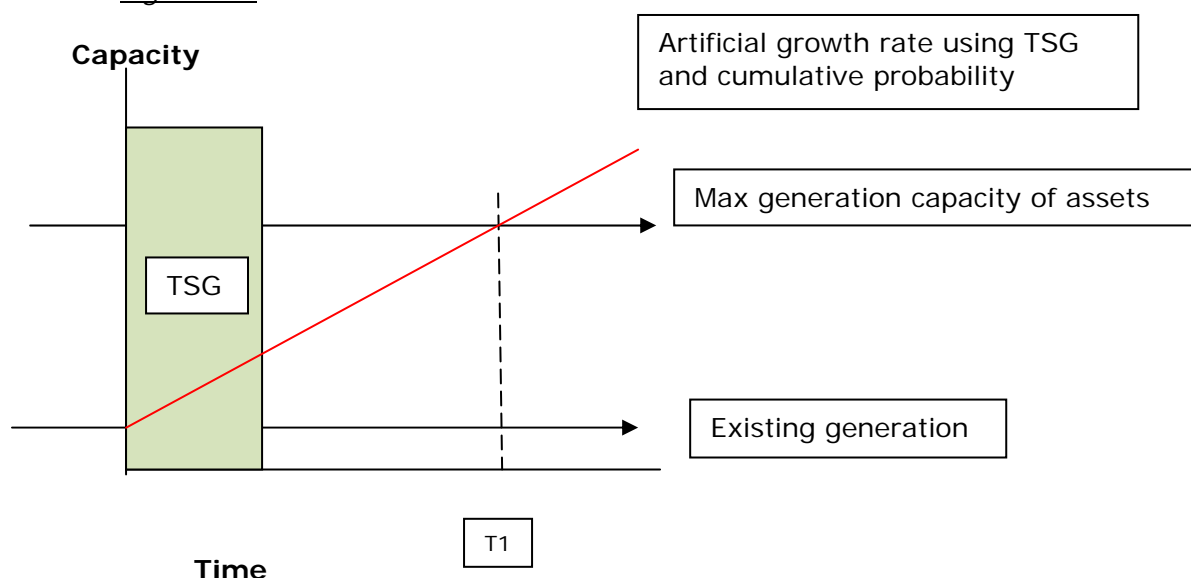 Capacity
Artificial growth rate using TSG
and cumulative probability
Max generation capacity of assets
TSG
Existing generation
T1
Time